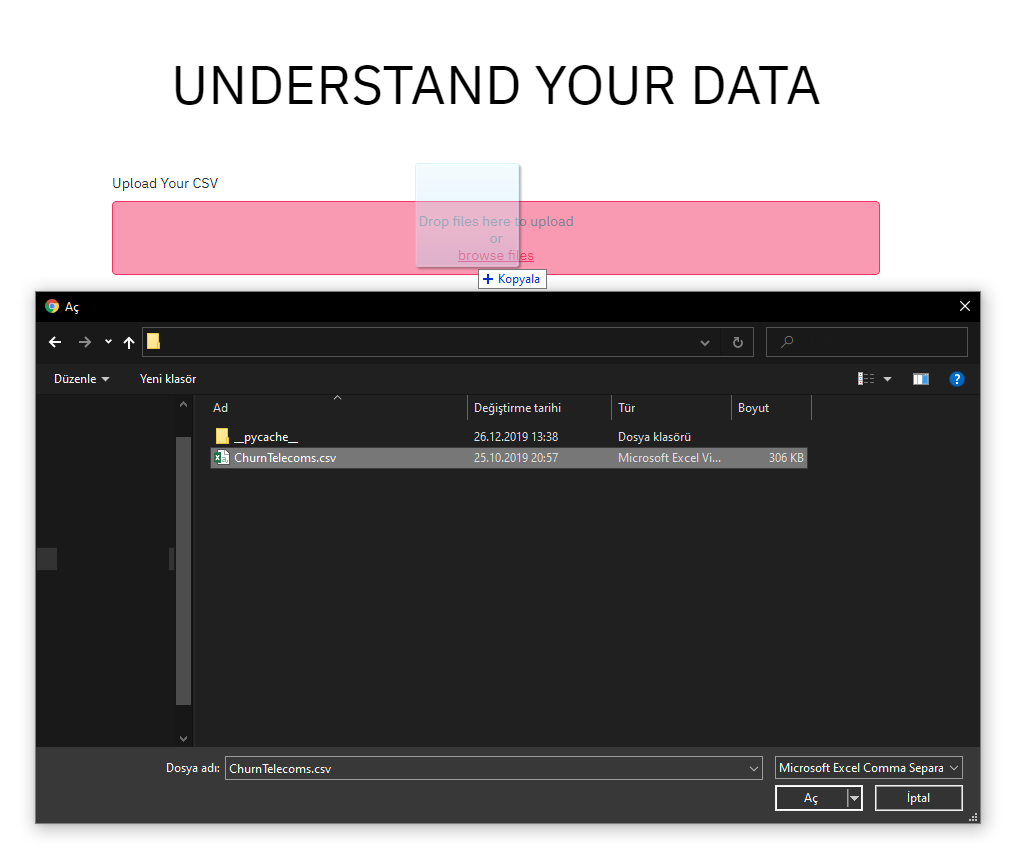 UNDERSTAND YOUR DATA
Upload Your CSV
Drop files here to upload
or
browse files
Kopyala
Aç
Düzenle
Yeni klasör
Ad
Değiştirme tarihi
Tür
Boyut
__pycache__
26.12.2019 13:38
Dosya klasörü
ChurnTelecoms.csv
25.10.2019 20:57
Microsoft Excel Vi...
306 KB
Dosya adı:
ChurnTelecoms.csv
Microsoft Excel Comma Separa
Aç
İptal